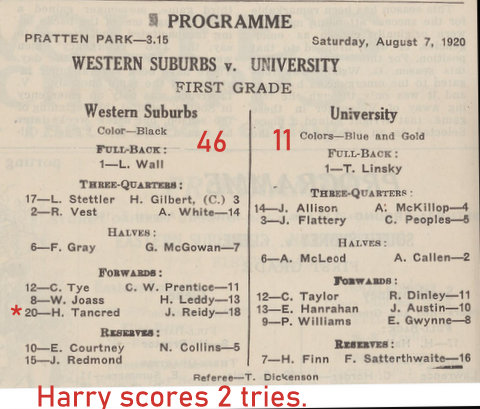 PROGRAMME
PRATTEN PARK—3.15 Saturday, August 7, 1920
WESTERN SUBURBS v. UNIVERSITY
FIRST GRADE
Western Suburbs
Color—Black
46
FULL-BACK:
1—L. Wall
THREE-QUARTERS:
17—L. Stettler H. Gilbert, (C.) 3
2—R. Vest A. White—14
HALVES:
6—F. Gray G. McGowan—7
FORWARDS:
12—C. Tye C. W. Prentice—11
8—W. Joass H. Leddy—13
*20—H. Tancred J. Reidy—18
RESERVES:
10—E. Courtney N. Collins—5
15—J. Redmond
University
11
Colors—Blue and Gold
FULL-BACK:
1—T. Linsky
THREE-QUARTERS:
14—J. Allison A. McKillop—4
3—J. Flattery C. Peoples—5
HALVES:
6—A. McLeod A. Callen—2
FORWARDS:
12—C. Taylor R. Dinley—11
13—E. Hanrahan J. Austin—10
9—P. Williams E. Gwynne—8
RESERVES:
7—H. Finn F. Satterthwaite—16
Referee—T. Dickenson
Harry scores 2 tries.